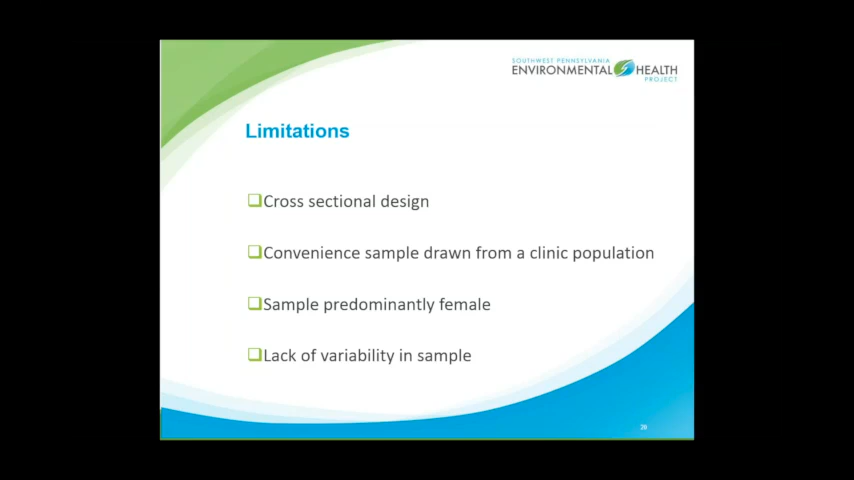 SOUTHWEST PENNSYLVANIA
ENVIRONMENTAL HEALTH
PROJECT
Limitations
Cross sectional design
Convenience sample drawn from a clinic population
Sample predominantly female
Lack of variability in sample